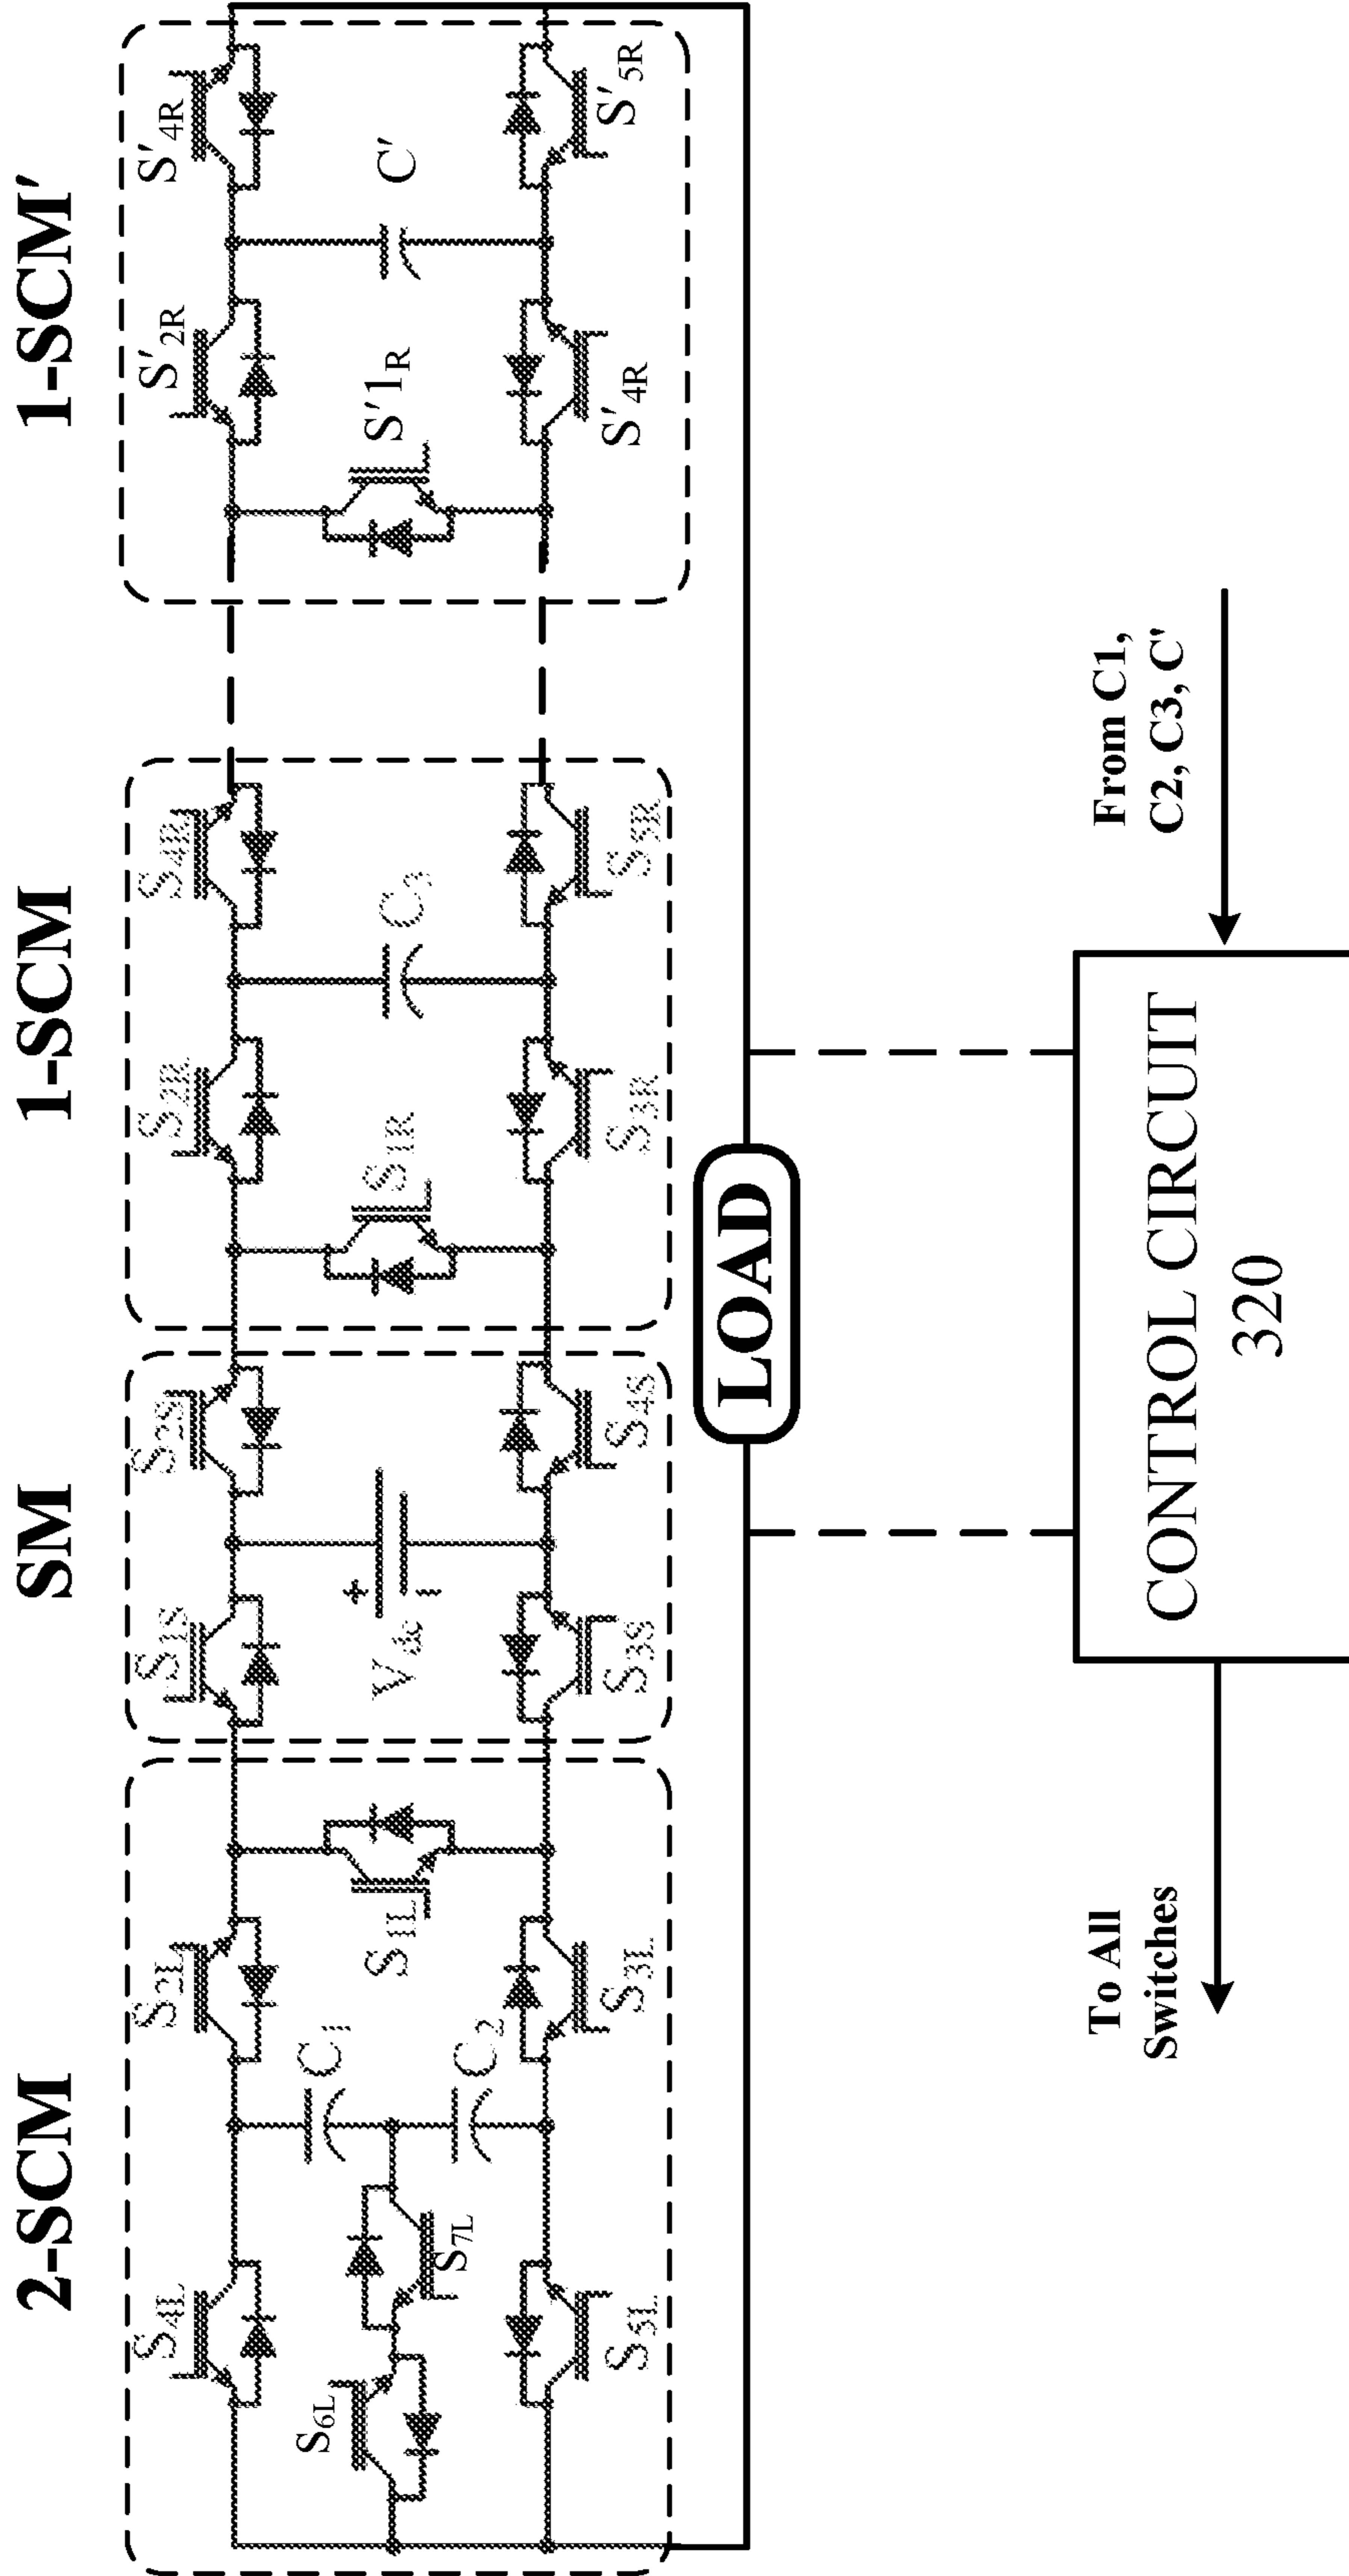 2-SCM
SM
1-SCM
1-SCM'
S4L
S2L
S1S
S2S
S2R
S4R
S'2R
S'4R
S6L
S7L
C1
C2
S1L
Vdc
+
-
S1R
C3
S'1R
C'
S5L
S3L
S3S
S4S
S3R
S5R
S'4R
S'5R
LOAD
To All
Switches
CONTROL CIRCUIT
320
From C1,
C2, C3, C'